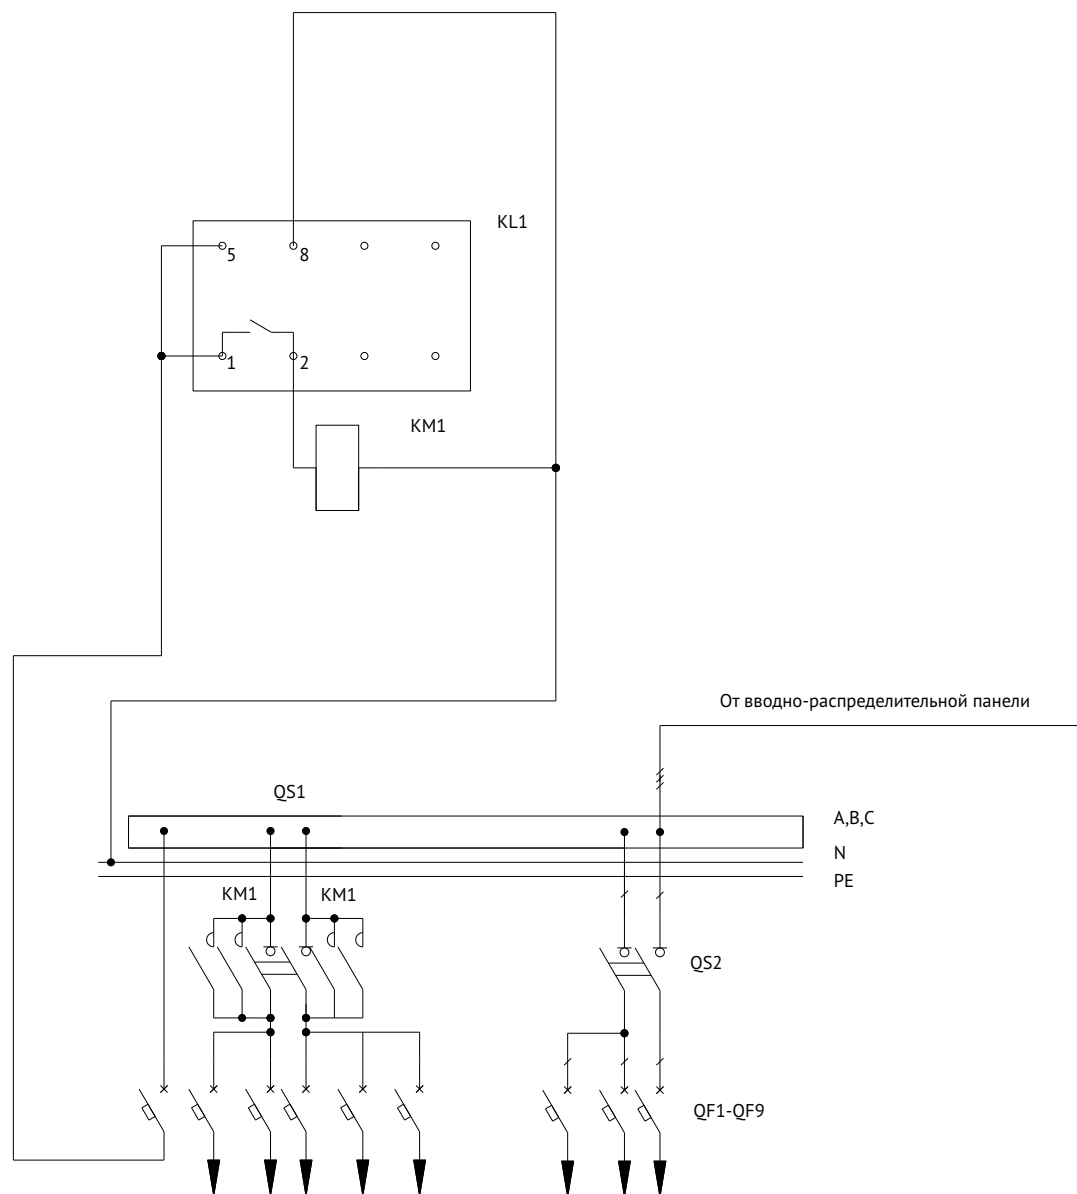 KL1
5
8
1
2
KM1
От вводно-распределительной панели
QS1
A,B,C
N
PE
KM1
KM1
QS2
QF1-QF9